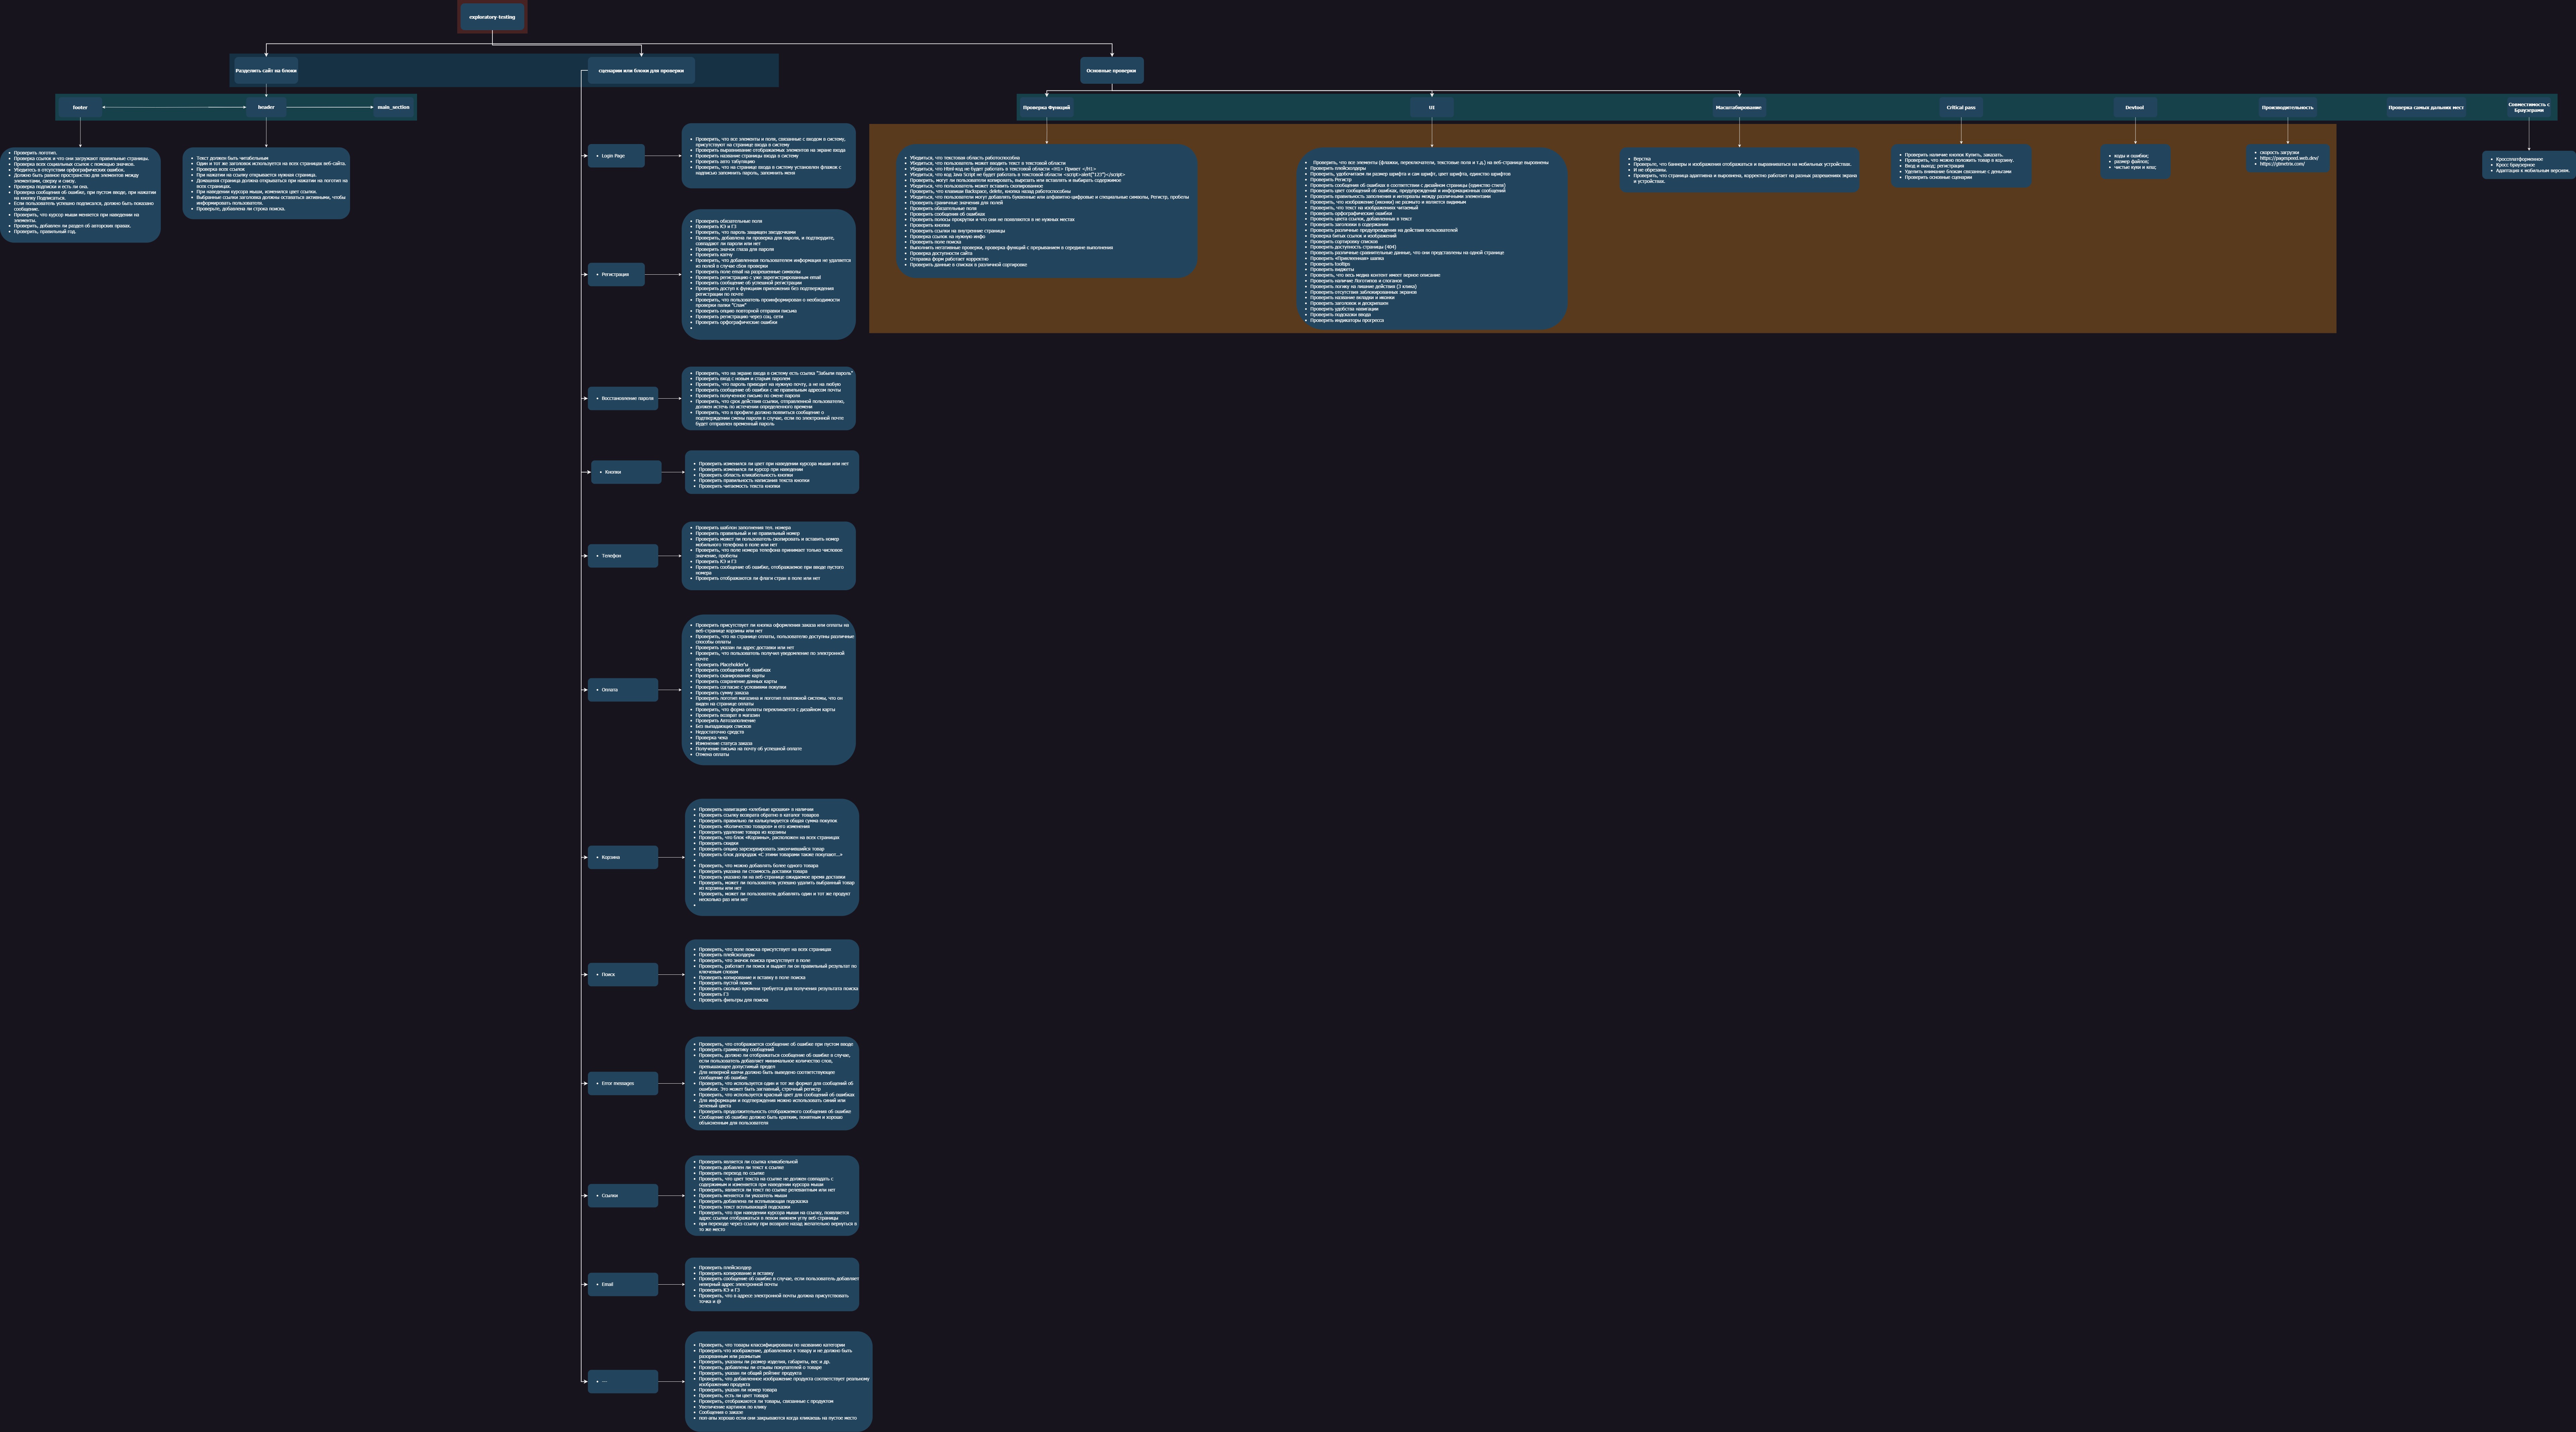 exploratory-testing
Разделить сайт на блоки
сценарии или блоки для проверки
Основные проверки
footer
header
main_section
Проверка Функций
UI
Масштабирование
Critical pass
Devtool
Производительность
Проверка самых дальних мест
Совместимость с
Браузерами
Проверить логотип.
Проверка ссылок и что они загружают правильные страницы.
Проверка всех социальных ссылок с помощью значков.
Убедитесь в отсутствии орфографических ошибок.
Должно быть равное пространство для элементов между
элементами, сверху и снизу.
Проверка подписки и есть ли она.
Проверка сообщения об ошибке, при пустом вводе, при нажатии
на кнопку Подписаться.
Если пользователь успешно подписался, должно быть показано
сообщение.
Проверить, что курсор мыши меняется при наведении на
элементы.
Проверить, добавлен ли раздел об авторских правах.
Проверить, правильный год.
Текст должен быть читабельным
Один и тот же заголовок используется на всех страницах веб-сайта.
Проверка всех ссылок
При нажатии на ссылку открывается нужная страница.
Домашняя страница должна открываться при нажатии на логотип на
всех страницах.
При наведении курсора мыши, изменился цвет ссылки.
Выбранные ссылки заголовка должны оставаться активными, чтобы
информировать пользователя.
Проверьте, добавлена ли строка поиска.
Login Page
Проверить, что все элементы и поля, связанные с входом в систему,
присутствуют на странице входа в систему
Проверить выравнивание отображаемых элементов на экране входа
Проверить название страницы входа в систему
Проверить авто табуляцию
Проверить, что на странице входа в систему установлен флажок с
надписью запомнить пароль, запомнить меня
Регистрация
Проверить обязательные поля
Проверить КЭ и ГЗ
Проверить, что пароль защищен звездочками
Проверить, добавлена ли проверка для пароля, и подтвердите,
совпадают ли пароли или нет
Проверить значок глаза для пароля
Проверить капчу
Проверить, что добавленная пользователем информация не удаляется
из полей в случае сбоя проверки
Проверить поле email на разрешенные символы
Проверить регистрацию с уже зарегистрированным email
Проверить сообщение об успешной регистрации
Проверить доступ к функциям приложения без подтверждения
регистрации по почте
Проверить, что пользователь проинформирован о необходимости
проверки папки "Спам"
Проверить опцию повторной отправки письма
Проверить регистрацию через соц. сети
Проверить орфографические ошибки
Восстановление пароля
Проверить, что на экране входа в систему есть ссылка "Забыли пароль"
Проверить вход с новым и старым паролем
Проверить, что пароль приходит на нужную почту, а не на любую
Проверить сообщение об ошибки с не правильным адресом почты
Проверить полученное письмо по смене пароля
Проверить, что срок действия ссылки, отправленной пользователю,
должен истечь по истечении определенного времени
Проверить, что в профиле должно появиться сообщение о
подтверждении смены пароля в случае, если по электронной почте
будет отправлен временный пароль
Кнопки
Проверить изменился ли цвет при наведении курсора мыши или нет
Проверить изменился ли курсор при наведении
Проверить область кликабельность кнопки
Проверить правильность написания текста кнопки
Проверить читаемость текста кнопки
Телефон
Проверить шаблон заполнения тел. номера
Проверить правильный и не правильный номер
Проверить может ли пользователь скопировать и вставить номер
мобильного телефона в поле или нет
Проверить, что поле номера телефона принимает только числовое
значение, пробелы
Проверить КЭ и ГЗ
Проверить сообщение об ошибке, отображаемое при вводе пустого
номера
Проверить отображаются ли флаги стран в поле или нет
Оплата
Проверить присутствует ли кнопка оформления заказа или оплаты на
веб-странице корзины или нет
Проверить, что на странице оплаты, пользователю доступны различные
способы оплаты
Проверить указан ли адрес доставки или нет
Проверить, что пользователь получил уведомление по электронной
почте
Проверить Placeholder'ы
Проверить сообщения об ошибках
Проверить сканирование карты
Проверить сохранение данных карты
Проверить согласие с условиями покупки
Проверить сумму заказа
Проверить логотип магазина и логотип платежной системы, что он
виден на странице оплаты
Проверить, что форма оплаты перекликается с дизайном карты
Проверить возврат в магазин
Проверить Автозаполнение
Без выпадающих списков
Недостаточно средств
Проверка чека
Изменение статуса заказа
Получение письма на почту об успешной оплате
Отмена оплаты
Корзина
Проверить навигацию «хлебные крошки» в наличии
Проверить ссылку возврата обратно в каталог товаров
Проверить правильно ли калькулируется общая сумма покупок
Проверить «Количество товаров» и его изменения
Проверить удаление товара из корзины
Проверить, что блок «Корзины», расположен на всех страницах
Проверить скидки
Проверить опцию зарезервировать закончившийся товар
Проверить блок допродаж «С этими товарами также покупают...»
Проверить, что можно добавлять более одного товара
Проверить указана ли стоимость доставки товара
Проверить указано ли на веб-странице ожидаемое время доставки
Проверить, может ли пользователь успешно удалить выбранный товар
из корзины или нет
Проверить, может ли пользователь добавлять один и тот же продукт
несколько раз или нет
Поиск
Проверить, что поле поиска присутствует на всех страницах
Проверить плейсхолдеры
Проверить, что значок поиска присутствует в поле
Проверить, работает ли поиск и выдает ли он правильный результат по
ключевым словам
Проверить копирование и вставку в поле поиска
Проверить пустой поиск
Проверить сколько времени требуется для получения результата поиска
Проверить ГЗ
Проверить фильтры для поиска
Error messages
Проверить, что отображается сообщение об ошибке при пустом вводе
Проверить грамматику сообщений
Проверить, должно ли отображаться сообщение об ошибке в случае,
если пользователь добавляет минимальное количество слов,
превышающее допустимый предел
Для неверной капчи должно быть выведено соответствующее
сообщение об ошибке
Проверить, что используется один и тот же формат для сообщений об
ошибках. Это может быть заглавный, строчный регистр
Проверить, что используется красный цвет для сообщений об ошибках
Для информации и подтверждения можно использовать синий или
зеленый цвета
Проверить продолжительность отображаемого сообщения об ошибке
Сообщение об ошибке должно быть кратким, понятным и хорошо
объясненным для пользователя
Ссылки
Проверить является ли ссылка кликабельной
Проверить добавлен ли текст к ссылке
Проверить переход по ссылке
Проверить, что цвет текста на ссылке не должен совпадать с
содержимым и изменяется при наведении курсора мыши
Проверить, является ли текст по ссылке релевантным или нет
Проверить меняется ли указатель мыши
Проверить добавлена ли всплывающая подсказка
Проверить текст всплывающей подсказки
Проверить, что при наведении курсора мыши на ссылку, появляется
адрес ссылки отображаться в левом нижнем углу веб-страницы
при переходе через ссылку при возврате назад желательно вернуться в
то же место
Email
Проверить плейсхолдер
Проверить копирование и вставку
Проверить сообщение об ошибке в случае, если пользователь добавляет
неверный адрес электронной почты
Проверить КЭ и ГЗ
Проверить, что в адресе электронной почты должна присутствовать
точка и @
---
Проверить, что товары классифицированы по названию категории
Проверить что изображение, добавленное к товару и не должно быть
разорванным или размытым
Проверить, указаны ли размер изделия, габариты, вес и др.
Проверить, добавлены ли отзывы покупателей о товаре
Проверить, указан ли общий рейтинг продукта
Проверить, что добавленное изображение продукта соответствует реальному
изображению продукта
Проверить, указан ли номер товара
Проверить, есть ли цвет товара
Проверить, отображаются ли товары, связанные с продуктом
Увеличение картинок по клику
Сообщения о заказе
поп апы хорошо если они закрываются когда кликаешь на пустое место
Убедиться, что текстовая область работоспособна
Убедиться, что пользователь может вводить текст в текстовой области
Убедиться, что Html-код не будет работать в текстовой области <H1> Привет </H1>
Убедиться, что код Java Script не будет работать в текстовой области <script>alert("123")</script>
Проверить, могут ли пользователи копировать, вырезать или вставлять и выбирать содержимое
Убедиться, что пользователь может вставить скопированное
Проверить, что клавиши Backspace, delete, кнопка назад работоспособны
Убедиться, что пользователи могут добавлять буквенные или алфавитно-цифровые и специальные символы, Регистр, пробелы
Проверить граничные значения для полей
Проверить обязательные поля
Проверить сообщения об ошибках
Проверить полосы прокрутки и что они не появляются в не нужных местах
Проверить кнопки
Проверить ссылки на внутренние страницы
Проверка ссылок на нужную инфо
Проверить поле поиска
Выполнить негативные проверки, проверка функций с прерыванием в середине выполнения
Проверка доступности сайта
Отправка форм работает корректно
Проверить данные в списках в различной сортировке
Проверить, что все элементы (флажки, переключатели, текстовые поля и т.д.) на веб-странице выровнены
Проверить плейсхолдеры
Проверить, удобочитаем ли размер шрифта и сам шрифт, цвет шрифта, единство шрифтов
Проверить Регистр
Проверить сообщения об ошибках в соответствии с дизайном страницы (единство стиля)
Проверить цвет сообщений об ошибках, предупреждений и информационных сообщений
Проверить правильность заполнения и интервалы между различными элементами
Проверить, что изображение (иконки) не размыто и является видимым
Проверить, что текст на изображениях читаемый
Проверить орфографические ошибки
Проверить цвета ссылок, добавленных в текст
Проверить заголовки в содержании
Проверить различные предупреждения на действия пользователей
Проверка битых ссылок и изображений
Проверить сортировку списков
Проверить доступность страницы (404)
Проверить различные сравнительные данные, что они представлены на одной странице
Проверить «Приклеенная» шапка
Проверить tooltips
Проверить виджеты
Проверить, что весь медиа контент имеет верное описание
Проверить наличие Логотипов и слоганов
Проверить логику на лишние действия (3 клика)
Проверить отсутствия заблокированных экранов
Проверить название вкладки и иконки
Проверить заголовок и дескрипшен
Проверить удобства навигации
Проверить подсказки ввода
Проверить индикаторы прогресса
Верстка
Проверьте, что баннеры и изображения отображаться и выравниваться на мобильных устройствах.
И не обрезаны.
Проверить, что страница адаптивна и выровнена, корректно работает на разных разрешениях экрана
и устройствах.
Проверить наличие кнопок Купить, заказать.
Проверить, что можно положить товар в корзину.
Вход и выход; регистрация
Уделить внимание блокам связанные с деньгами
Проверить основные сценарии
коды и ошибки;
размер файлов;
чистые куки и кеш;
скорость загрузки
https://pagespeed.web.dev/
https://gtmetrix.com/
Кроссплатформенное
Кросс браузерное
Адаптация к мобильным версиям.